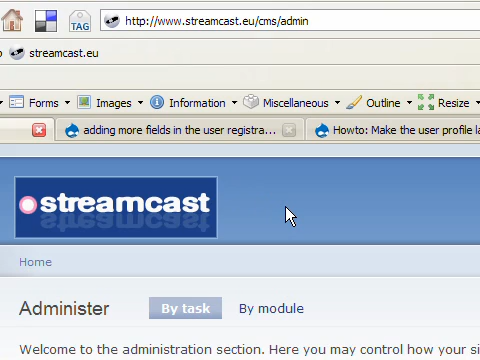 TAG http://www.streamcast.eu/cms/admin
streamcast.eu
Forms Images Information Miscellaneous Outline Resize
adding more fields in the user registra... Howto: Make the user profile la
streamcast
Home
Administer By task By module
Welcome to the administration section. Here you may control how your si